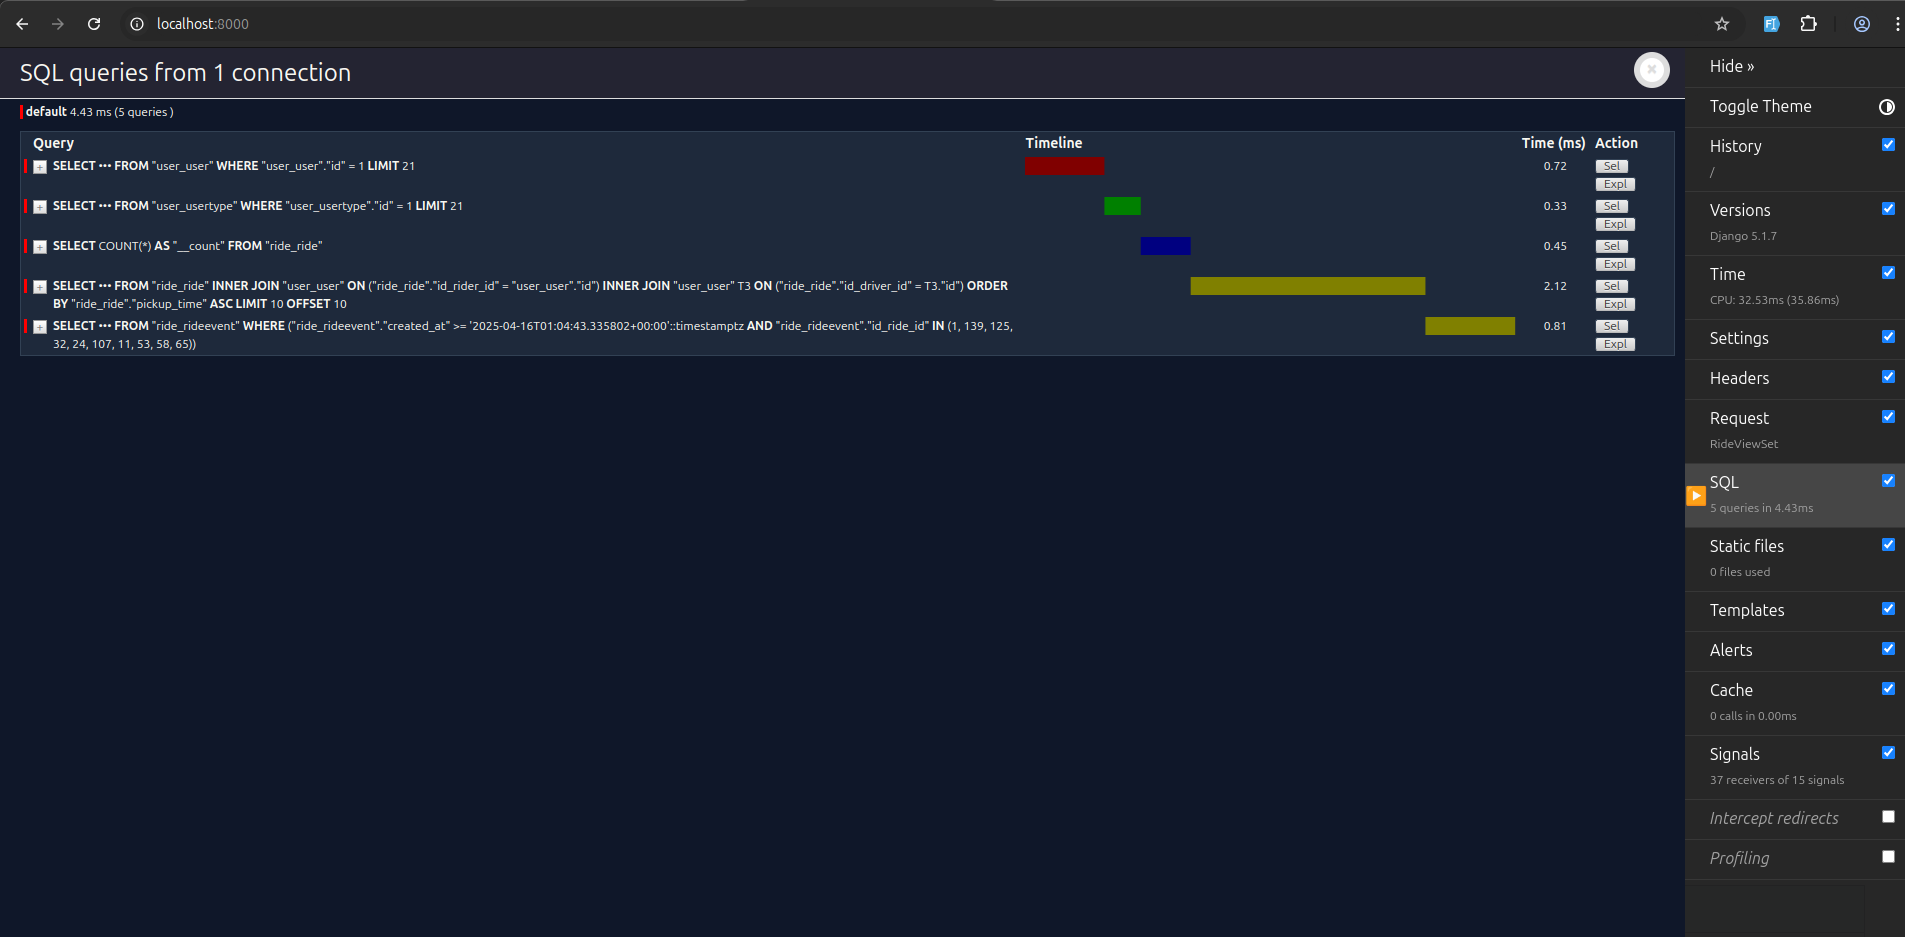 localhost:8000
SQL queries from 1 connection
default 4.43 ms (5 queries )
Query Timeline Time (ms) Action
SELECT ••• FROM "user_user" WHERE "user_user"."id" = 1 LIMIT 21 0.72 Sel
Expl
SELECT ••• FROM "user_usertype" WHERE "user_usertype"."id" = 1 LIMIT 21 0.33 Sel
Expl
SELECT COUNT(*) AS "__count" FROM "ride_ride" 0.45 Sel
Expl
SELECT ••• FROM "ride_ride" INNER JOIN "user_user" ON ("ride_ride"."id_rider_id" = "user_user"."id") INNER JOIN "user_user" T3 ON ("ride_ride"."id_driver_id" = T3."id") ORDER 2.12 Sel
BY "ride_ride"."pickup_time" ASC LIMIT 10 OFFSET 10 Expl
SELECT ••• FROM "ride_rideevent" WHERE ("ride_rideevent"."created_at" >= '2025-04-16T01:04:43.335802+00:00'::timestamptz AND "ride_rideevent"."id_ride_id" IN (1, 139, 125, 0.81 Sel
32, 24, 107, 11, 53, 58, 65)) Expl
Hide »
Toggle Theme
History
/
Versions
Django 5.1.7
Time
CPU: 32.53ms (35.86ms)
Settings
Headers
Request
RideViewSet
SQL
5 queries in 4.43ms
Static files
0 files used
Templates
Alerts
Cache
0 calls in 0.00ms
Signals
37 receivers of 15 signals
Intercept redirects
Profiling